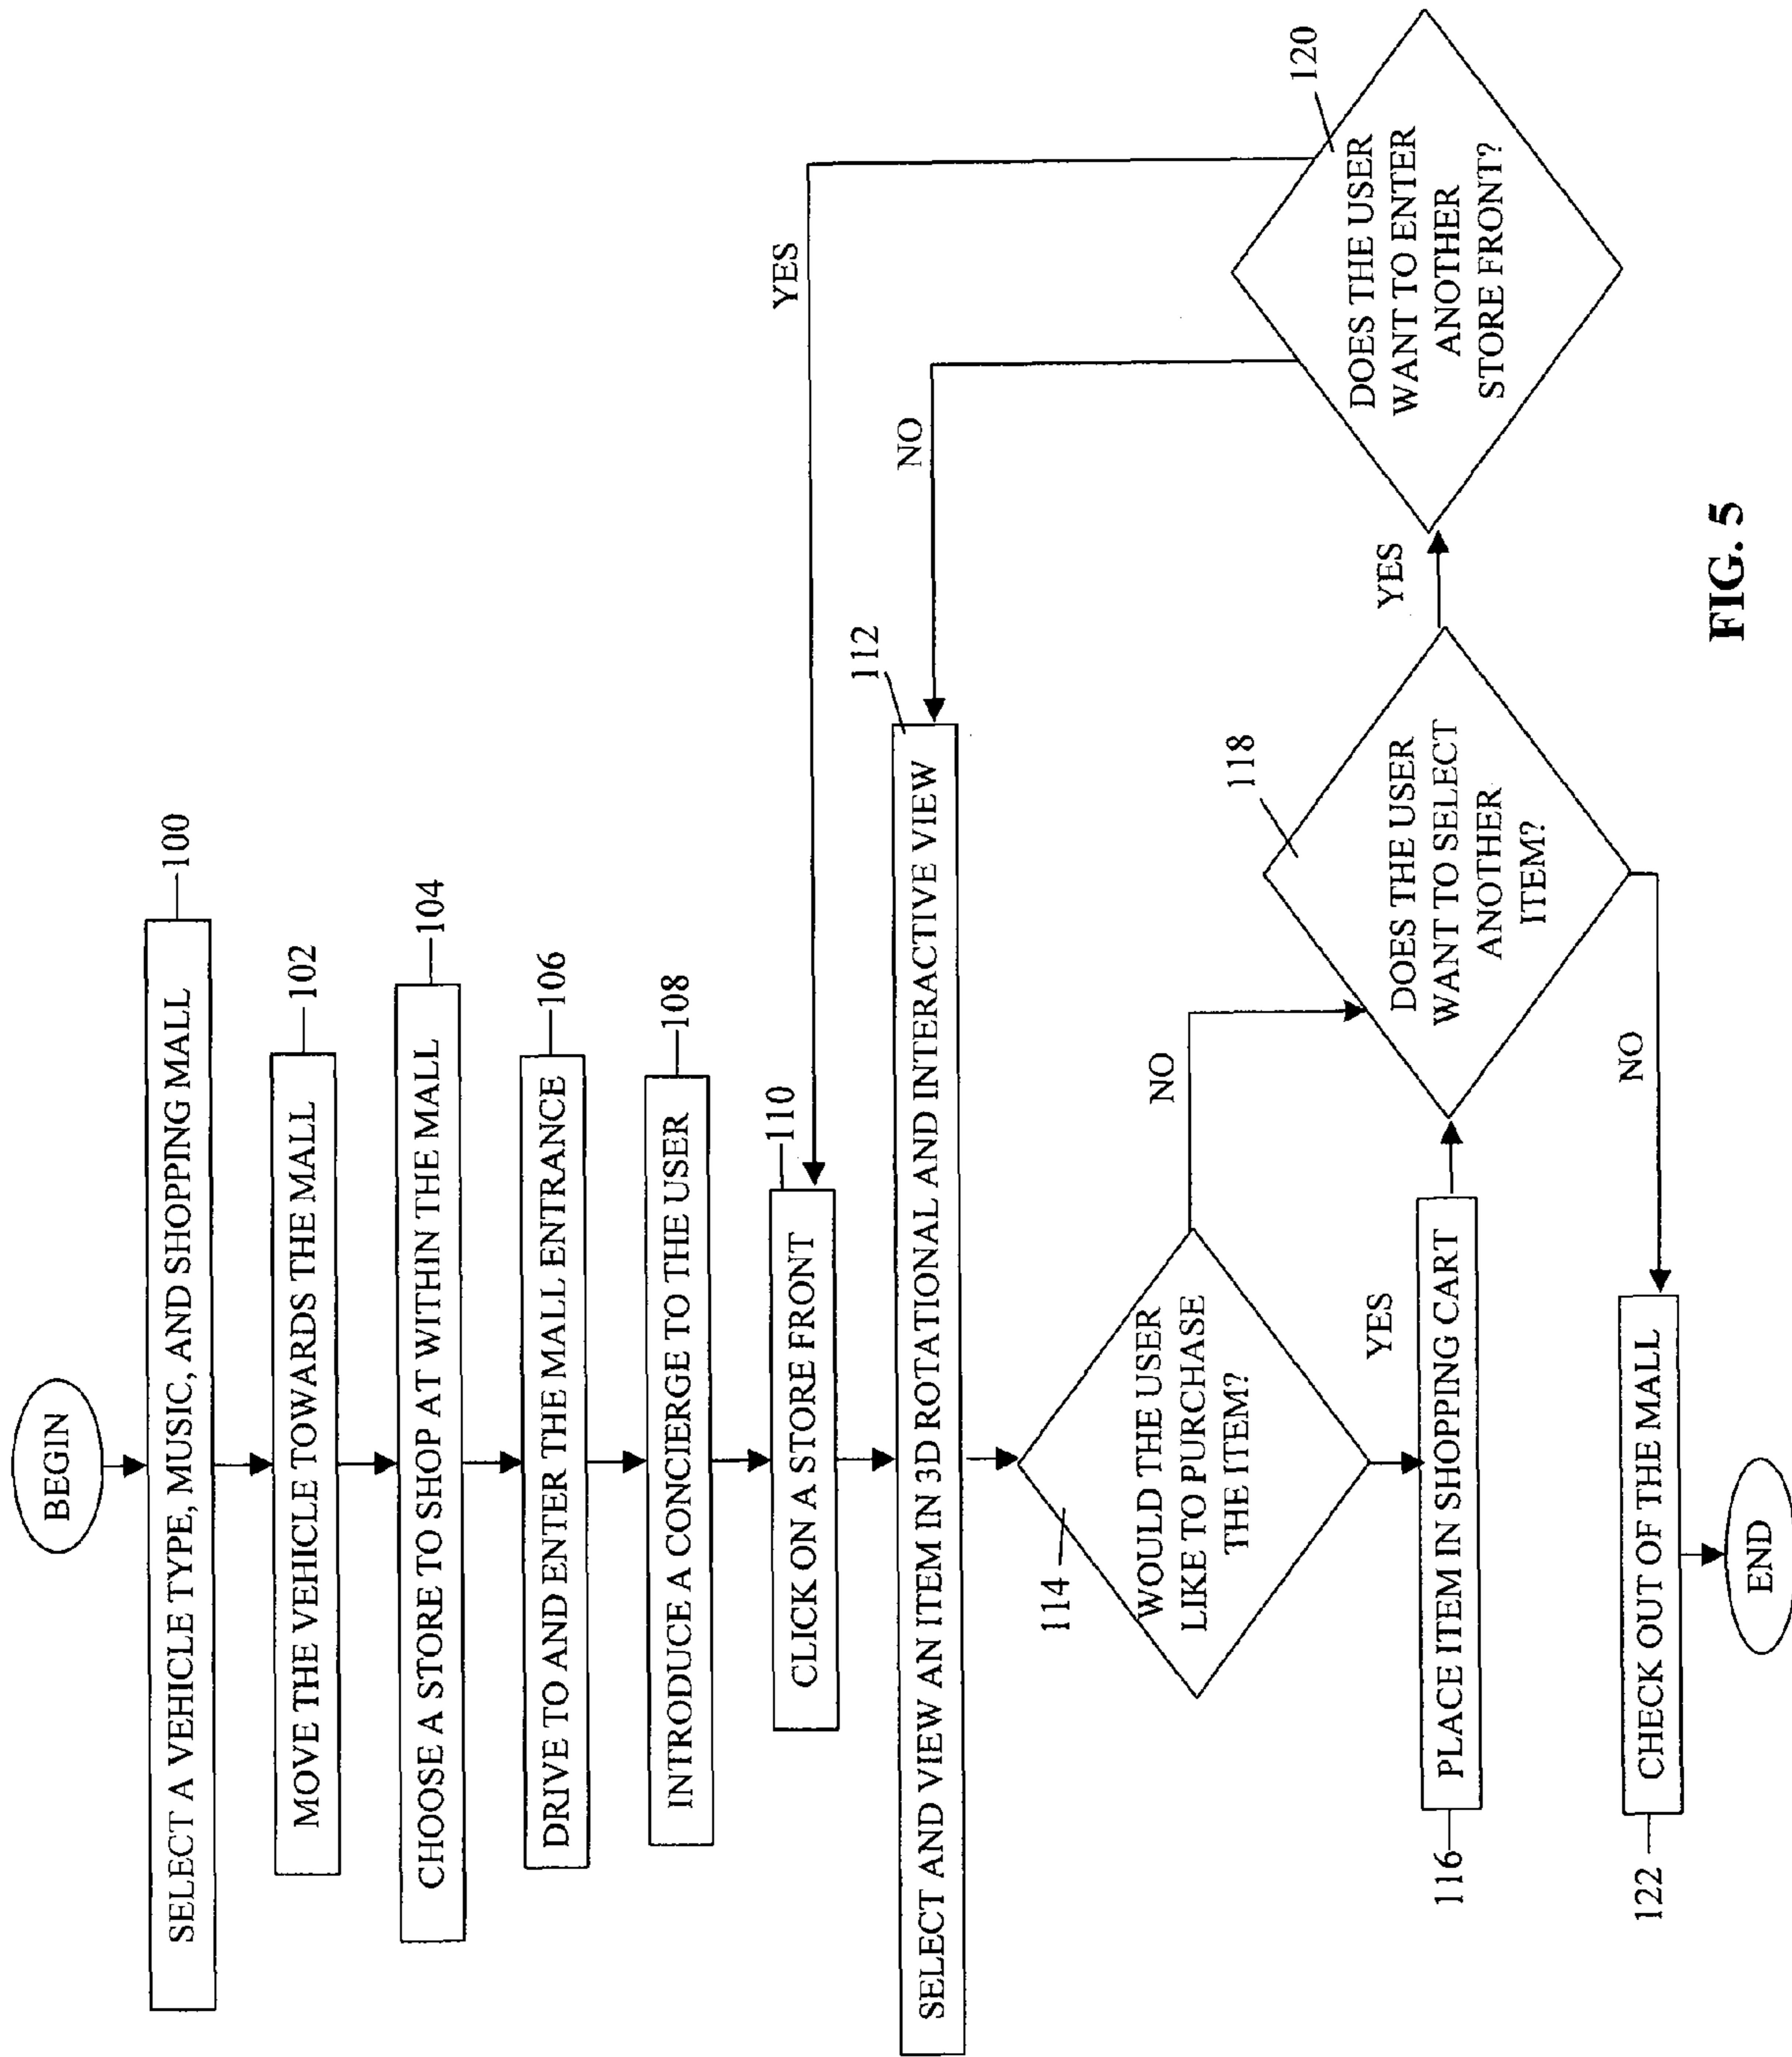 BEGIN
SELECT A VEHICLE TYPE, MUSIC, AND SHOPPING MALL
100
MOVE THE VEHICLE TOWARDS THE MALL
102
CHOOSE A STORE TO SHOP AT WITHIN THE MALL
104
DRIVE TO AND ENTER THE MALL ENTRANCE
106
INTRODUCE A CONCIERGE TO THE USER
108
CLICK ON A STORE FRONT
110
YES
SELECT AND VIEW AN ITEM IN 3D ROTATIONAL AND INTERACTIVE VIEW
112
NO
114
WOULD THE USER
LIKE TO PURCHASE
THE ITEM?
NO
YES
116
PLACE ITEM IN SHOPPING CART
118
DOES THE USER
WANT TO SELECT
ANOTHER
ITEM?
YES
120
DOES THE USER
WANT TO ENTER
ANOTHER
STORE FRONT?
NO
122
CHECK OUT OF THE MALL
END
FIG. 5